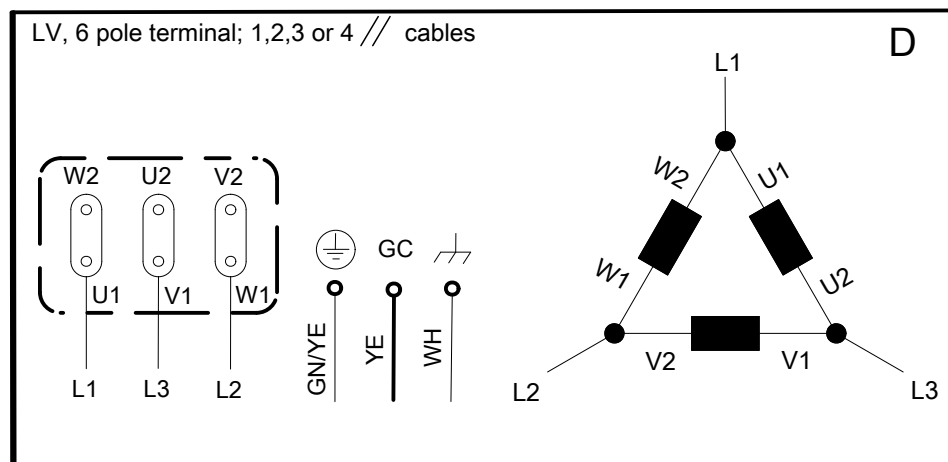 LV, 6 pole terminal; 1,2,3 or 4 // cables
D
W2 U2 V2
U1 V1 W1
L1 L3 L2
GC
GN/YE
YE
WH
L1
W2 U1
W1 U2
V2 V1
L2
L3